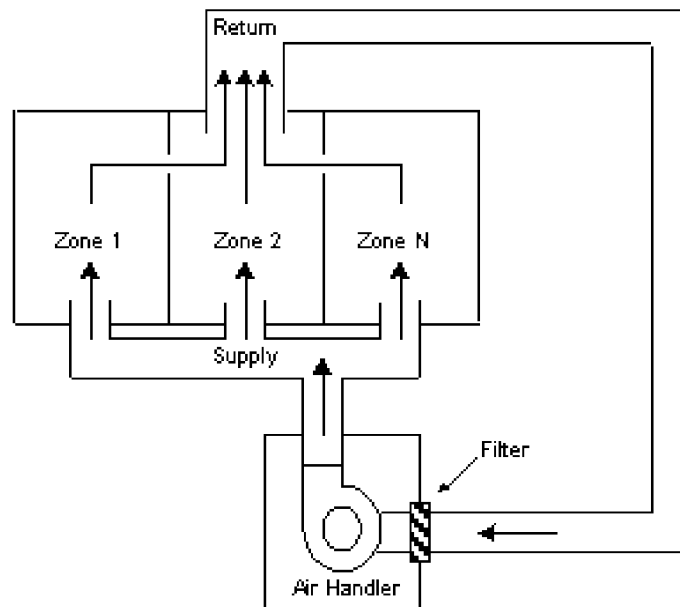 Return
Zone 1
Zone 2
Zone N
Supply
Filter
Air Handler